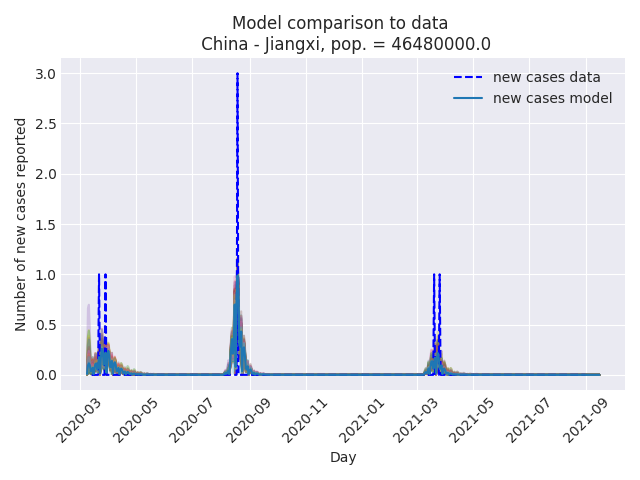 Model comparison to data
China - Jiangxi, pop. = 46480000.0
new cases data
new cases model
Number of new cases reported
3.0
2.5
2.0
1.5
1.0
0.5
0.0
2020-03
2020-05
2020-07
2020-09
2020-11
2021-01
2021-03
2021-05
2021-07
2021-09
Day